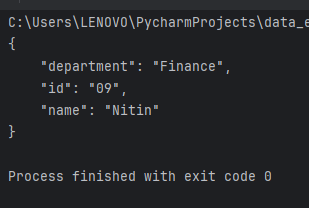 C:\Users\LENOVO\PycharmProjects\data_e
{
    "department": "Finance",
    "id": "09",
    "name": "Nitin"
}
Process finished with exit code 0